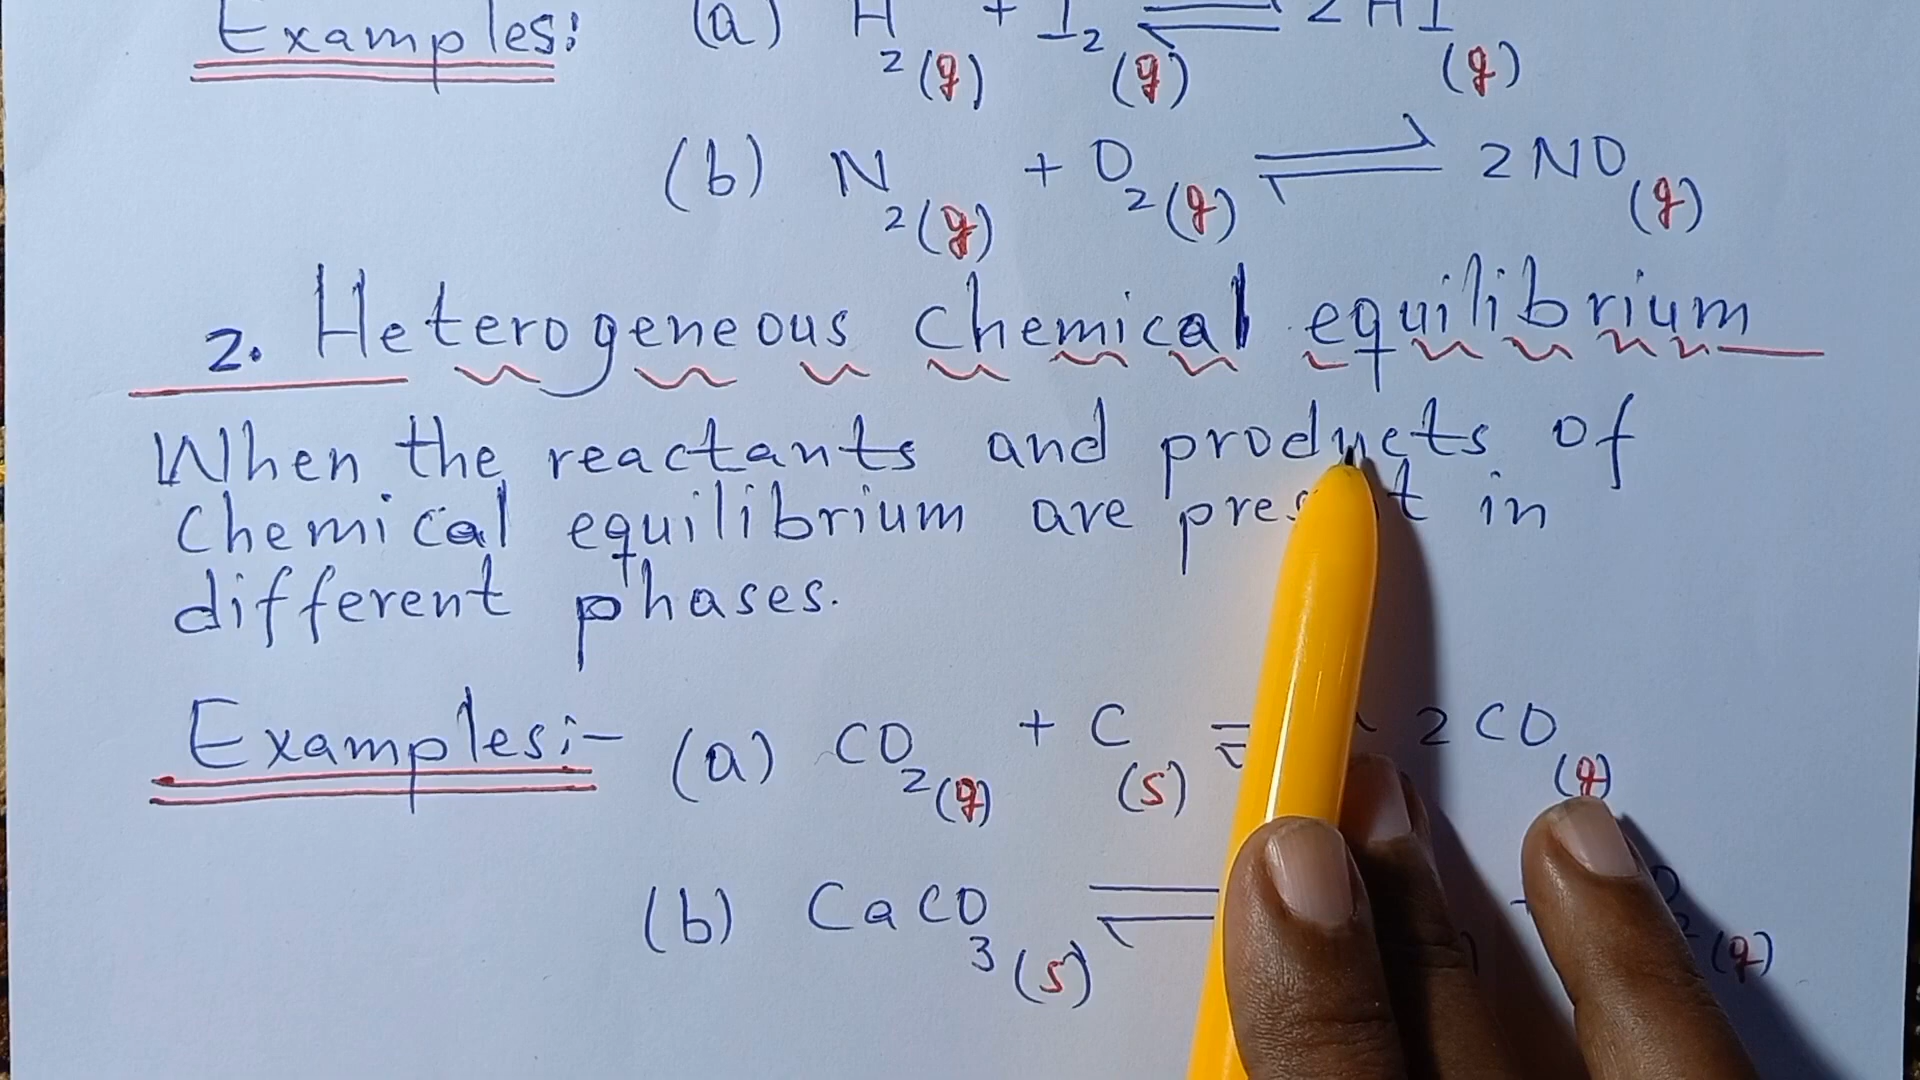 Examples: (a) H2(g) + I2(g) ⇌ 2HI(g)
(b) N2(g) + O2(g) ⇌ 2NO(g)
2. Heterogeneous chemical equilibrium
When the reactants and products of
chemical equilibrium are in
different phases.
Examples:- (a) CO2(g) + C(s) ⇌ 2CO(g)
(b) CaCO3(s) ⇌ + 2(g)